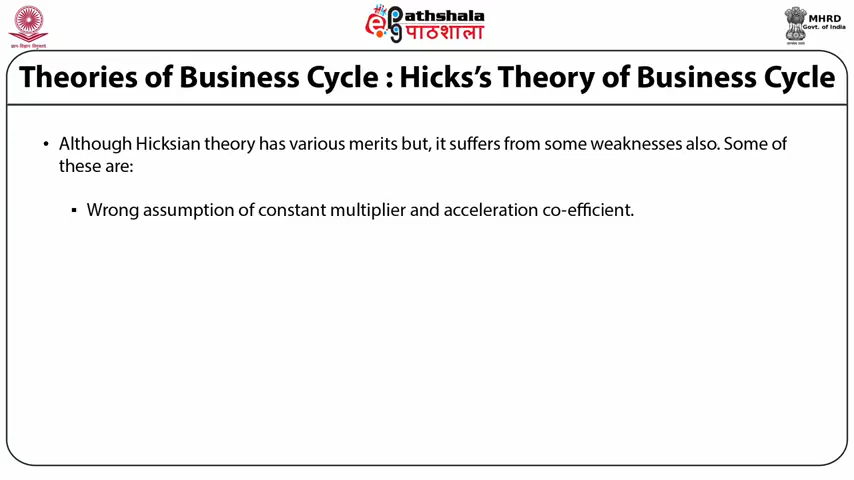 ePathshala
पाठशाला
MHRD
Govt. of India
Theories of Business Cycle : Hicks's Theory of Business Cycle
• Although Hicksian theory has various merits but, it suffers from some weaknesses also. Some of
these are:
▪ Wrong assumption of constant multiplier and acceleration co-efficient.